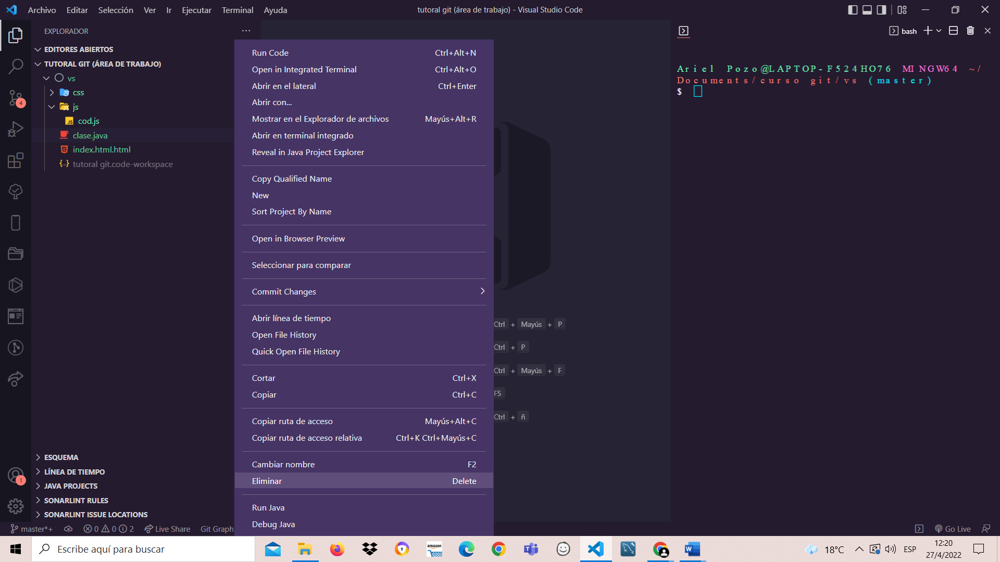 Archivo Editar Selección Ver Ir Ejecutar Terminal Ayuda
tutoral git (área de trabajo) - Visual Studio Code
EXPLORADOR
EDITORES ABIERTOS
TUTORAL GIT (ÁREA DE TRABAJO)
vs
css
js
JS cod.js
clase.java
index.html.html
{..} tutoral git.code-workspace
4
1
ESQUEMA
LÍNEA DE TIEMPO
JAVA PROJECTS
SONARLINT RULES
SONARLINT ISSUE LOCATIONS
Run Code Ctrl+Alt+N
Open in Integrated Terminal Ctrl+Alt+O
Abrir en el lateral Ctrl+Enter
Abrir con...
Mostrar en el Explorador de archivos Mayús+Alt+R
Abrir en terminal integrado
Reveal in Java Project Explorer
Copy Qualified Name
New
Sort Project By Name
Open in Browser Preview
Seleccionar para comparar
Commit Changes
Abrir línea de tiempo
Open File History
Quick Open File History
Cortar Ctrl+X
Copiar Ctrl+C
Copiar ruta de acceso Mayús+Alt+C
Copiar ruta de acceso relativa Ctrl+K Ctrl+Mayús+C
Cambiar nombre F2
Eliminar Delete
Run Java
Debug Java
Ctrl + Mayús + P
Ctrl + P
Ctrl + Mayús + F
F5
Ctrl + ñ
bash
Ariel Pozo@LAPTOP-F524HO76 MINGW64 ~/
Documents/curso git/vs (master)
$
master*+ 0 0 2 Live Share Git Graph
Go Live
Escribe aquí para buscar
amazon
18°C ESP
12:20
27/4/2022